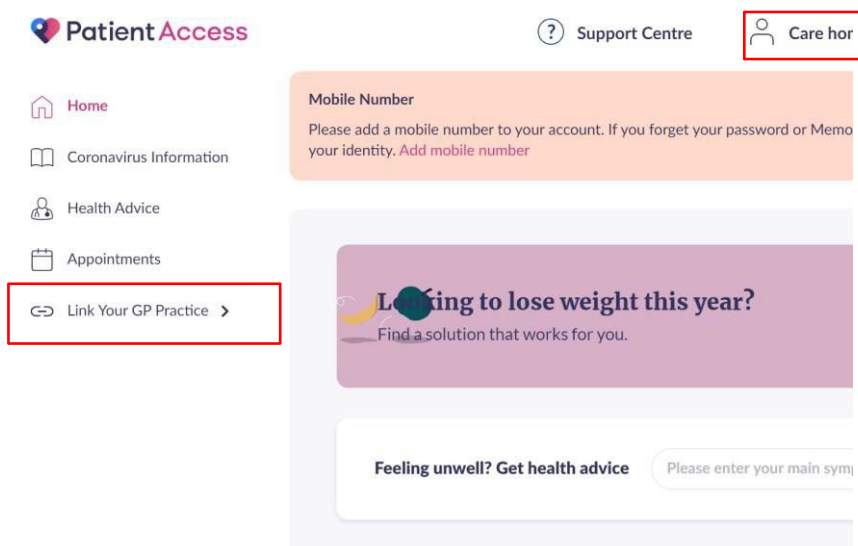 Patient Access
Support Centre
Care hor
Home
Coronavirus Information
Health Advice
Appointments
Link Your GP Practice
Mobile Number
Please add a mobile number to your account. If you forget your password or Memo
your identity. Add mobile number
Looking to lose weight this year?
Find a solution that works for you.
Feeling unwell? Get health advice
Please enter your main symp